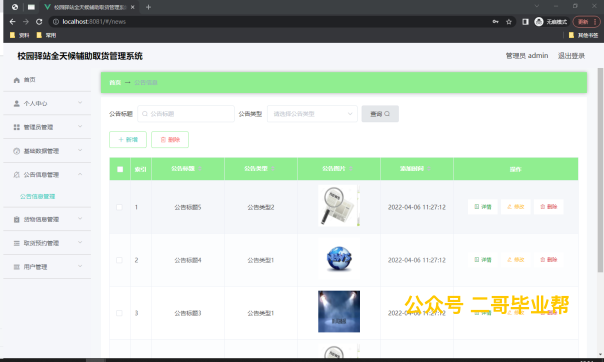 校园驿站全天候辅助取货管理
localhost:8081/#/news
无痕模式
更新
资料
常用
其他书签
校园驿站全天候辅助取货管理系统
管理员 admin
退出登录
首页
个人中心
管理员管理
基础数据管理
公告信息管理
公告信息管理
货物信息管理
取货预约管理
用户管理
首页
公告信息
公告标题
公告标题
公告类型
请选择公告类型
查询
新增
删除
索引 公告标题 公告类型 公告图片 添加时间 操作
1 公告标题5 公告类型2 2022-04-06 11:27:12 详情 修改 删除
2 公告标题4 公告类型1 2022-04-06 11:27:12 详情 修改 删除
3 公告标题3 公告类型1 2022-04-06 11:27:12 详情 修改 删除
公众号 二哥毕业帮